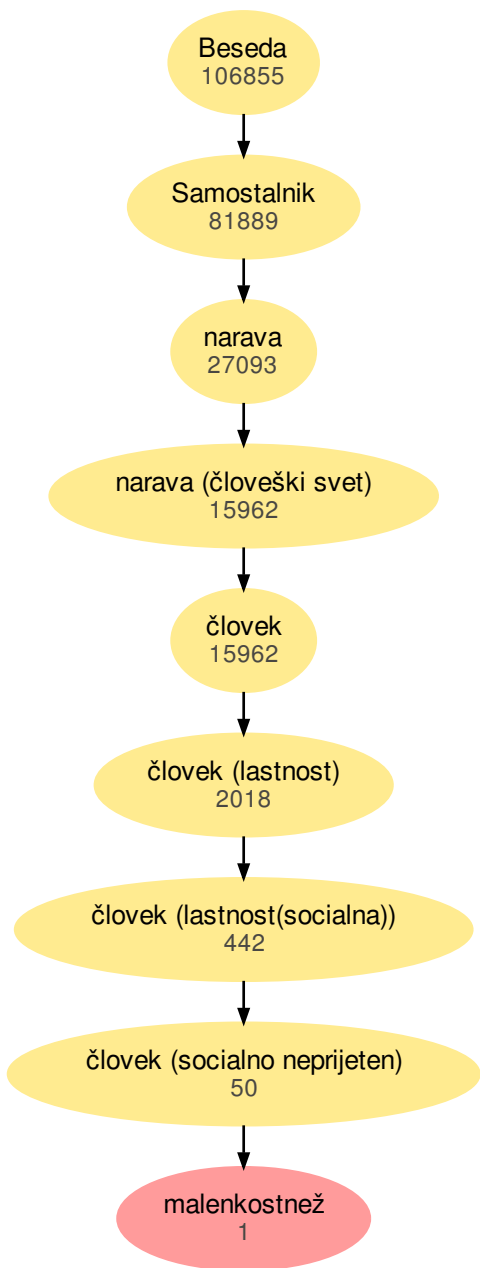 Beseda
106855
Samostalnik
81889
narava
27093
narava (človeški svet)
15962
človek
15962
človek (lastnost)
2018
človek (lastnost(socialna))
442
človek (socialno neprijeten)
50
malenkostnež
1